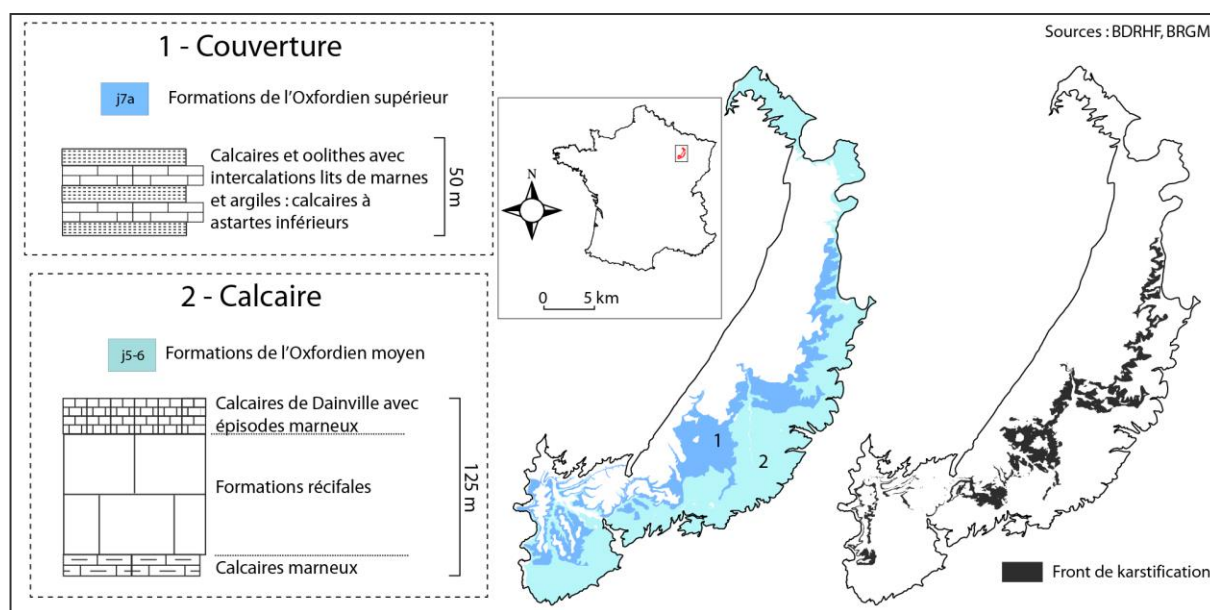 1 - Couverture
j7a
Formations de l'Oxfordien supérieur
Calcaires et oolithes avec
intercalations lits de marnes
et argiles : calcaires à
astartes inférieurs
50 m
2 - Calcaire
j5-6
Formations de l'Oxfordien moyen
Calcaires de Dainville avec
épisodes marneux
Formations récifales
Calcaires marneux
125 m
N
0 5 km
1
2
Sources : BDRHF, BRGM
Front de karstification